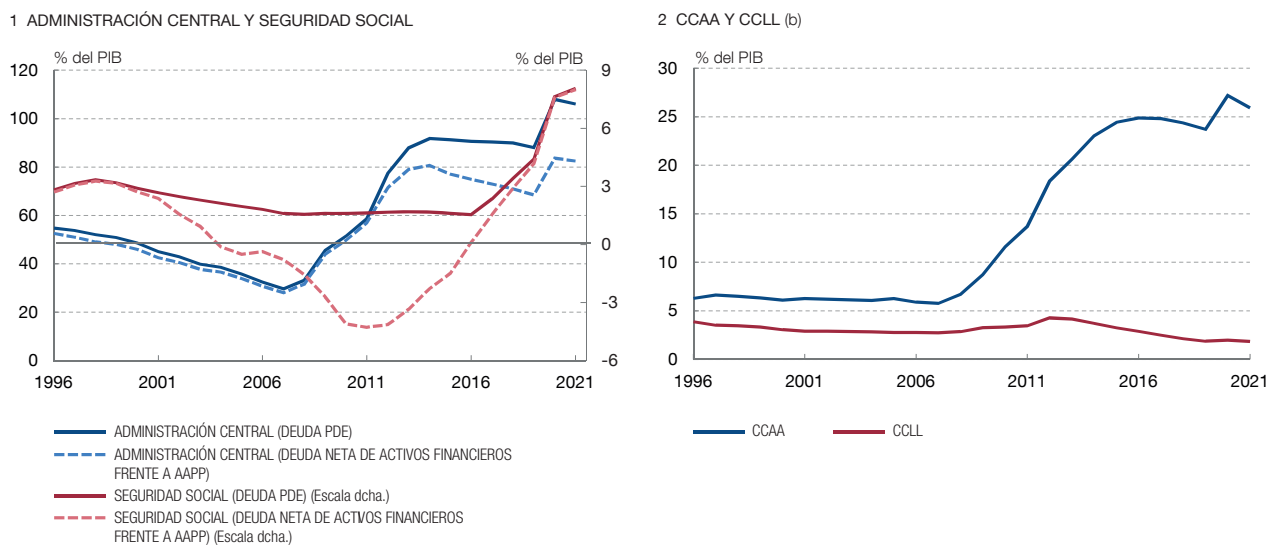 1 ADMINISTRACIÓN CENTRAL Y SEGURIDAD SOCIAL
% del PIB
% del PIB
120
100
80
60
40
20
0
9
6
3
0
-3
-6
1996
2001
2006
2011
2016
2021
ADMINISTRACIÓN CENTRAL (DEUDA PDE)
ADMINISTRACIÓN CENTRAL (DEUDA NETA DE ACTIVOS FINANCIEROS
FRENTE A AAPP)
SEGURIDAD SOCIAL (DEUDA PDE) (Escala dcha.)
SEGURIDAD SOCIAL (DEUDA NETA DE ACTIVOS FINANCIEROS
FRENTE A AAPP) (Escala dcha.)
2 CCAA Y CCLL (b)
% del PIB
30
25
20
15
10
5
0
1996
2001
2006
2011
2016
2021
CCAA
CCLL